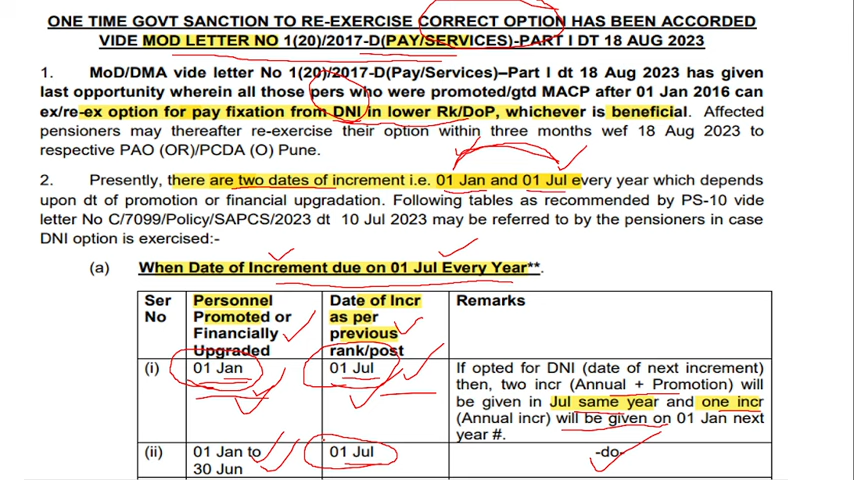 ONE TIME GOVT SANCTION TO RE-EXERCISE CORRECT OPTION HAS BEEN ACCORDED
VIDE MOD LETTER NO 1(20)/2017-D(PAY/SERVICES)-PART I DT 18 AUG 2023
1. MoD/DMA vide letter No 1(20)/2017-D(Pay/Services)–Part I dt 18 Aug 2023 has given
last opportunity wherein all those pers who were promoted/gtd MACP after 01 Jan 2016 can
ex/re-ex option for pay fixation from DNI in lower Rk/DoP, whichever is beneficial. Affected
pensioners may thereafter re-exercise their option within three months wef 18 Aug 2023 to
respective PAO (OR)/PCDA (O) Pune.
2. Presently, there are two dates of increment i.e. 01 Jan and 01 Jul every year which depends
upon dt of promotion or financial upgradation. Following tables as recommended by PS-10 vide
letter No C/7099/Policy/SAPCS/2023 dt 10 Jul 2023 may be referred to by the pensioners in case
DNI option is exercised:-
(a) When Date of Increment due on 01 Jul Every Year**.
Ser Personnel Date of Incr Remarks
No Promoted or as per
Financially previous
Upgraded rank/post
(i) 01 Jan 01 Jul If opted for DNI (date of next increment)
then, two incr (Annual + Promotion) will
be given in Jul same year and one incr
(Annual incr) will be given on 01 Jan next
year #.
(ii) 01 Jan to 01 Jul -do-
30 Jun